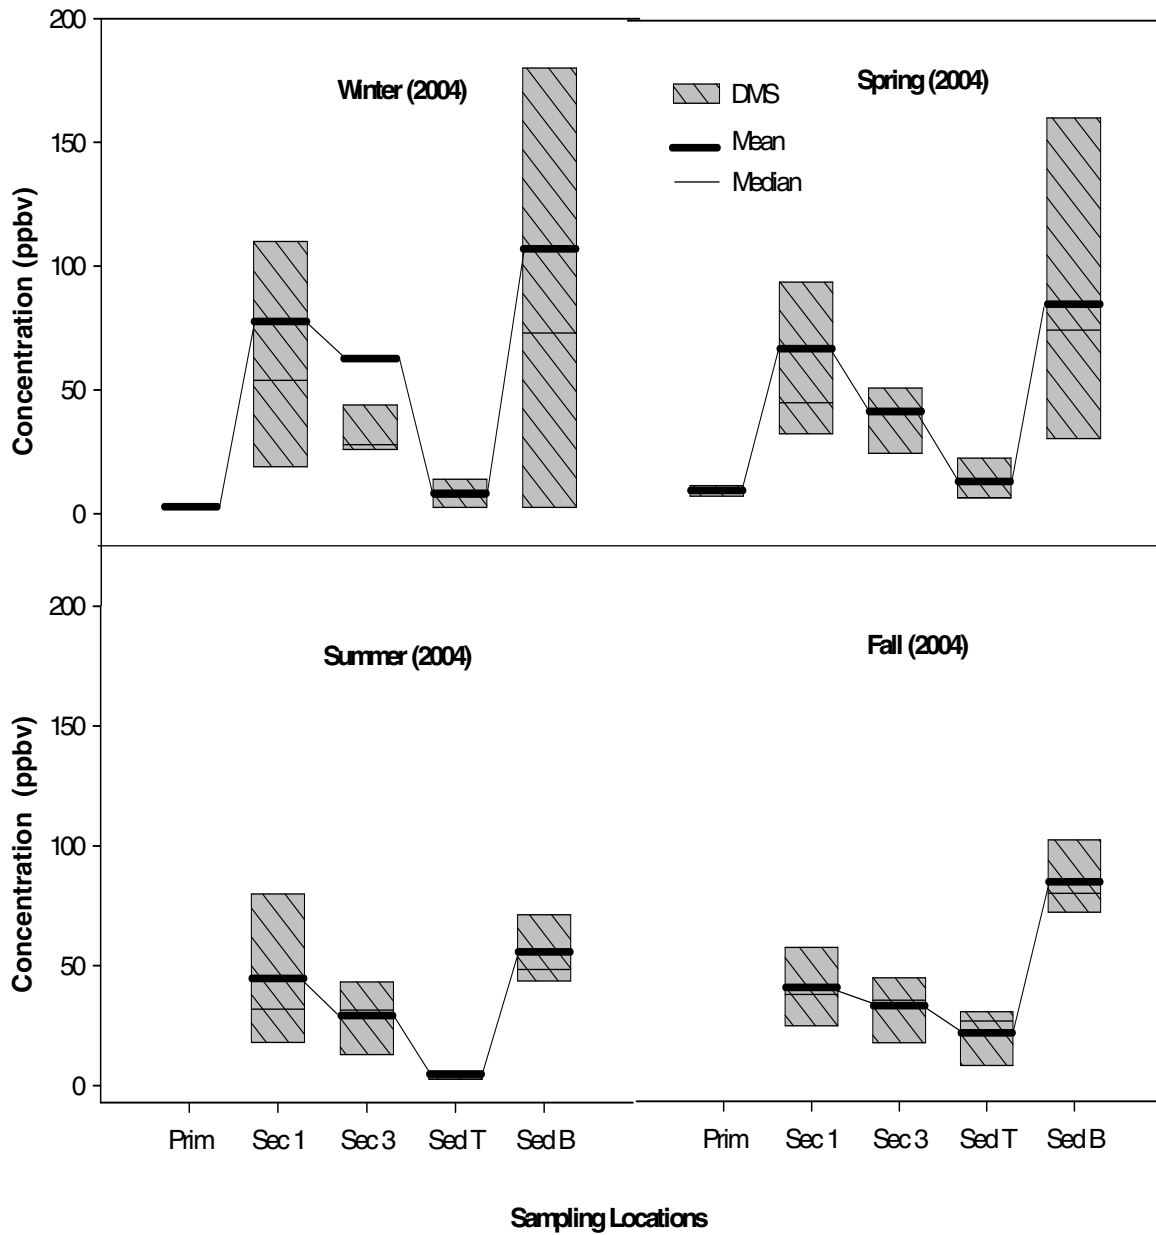 200
150
100
50
0
Concentration (ppbv)
Winter (2004)
Spring (2004)
DMS
Mean
Median
200
150
100
50
0
Concentration (ppbv)
Summer (2004)
Fall (2004)
Prim Sec 1 Sec 3 Sed T Sed B
Prim Sec 1 Sec 3 Sed T Sed B
Sampling Locations